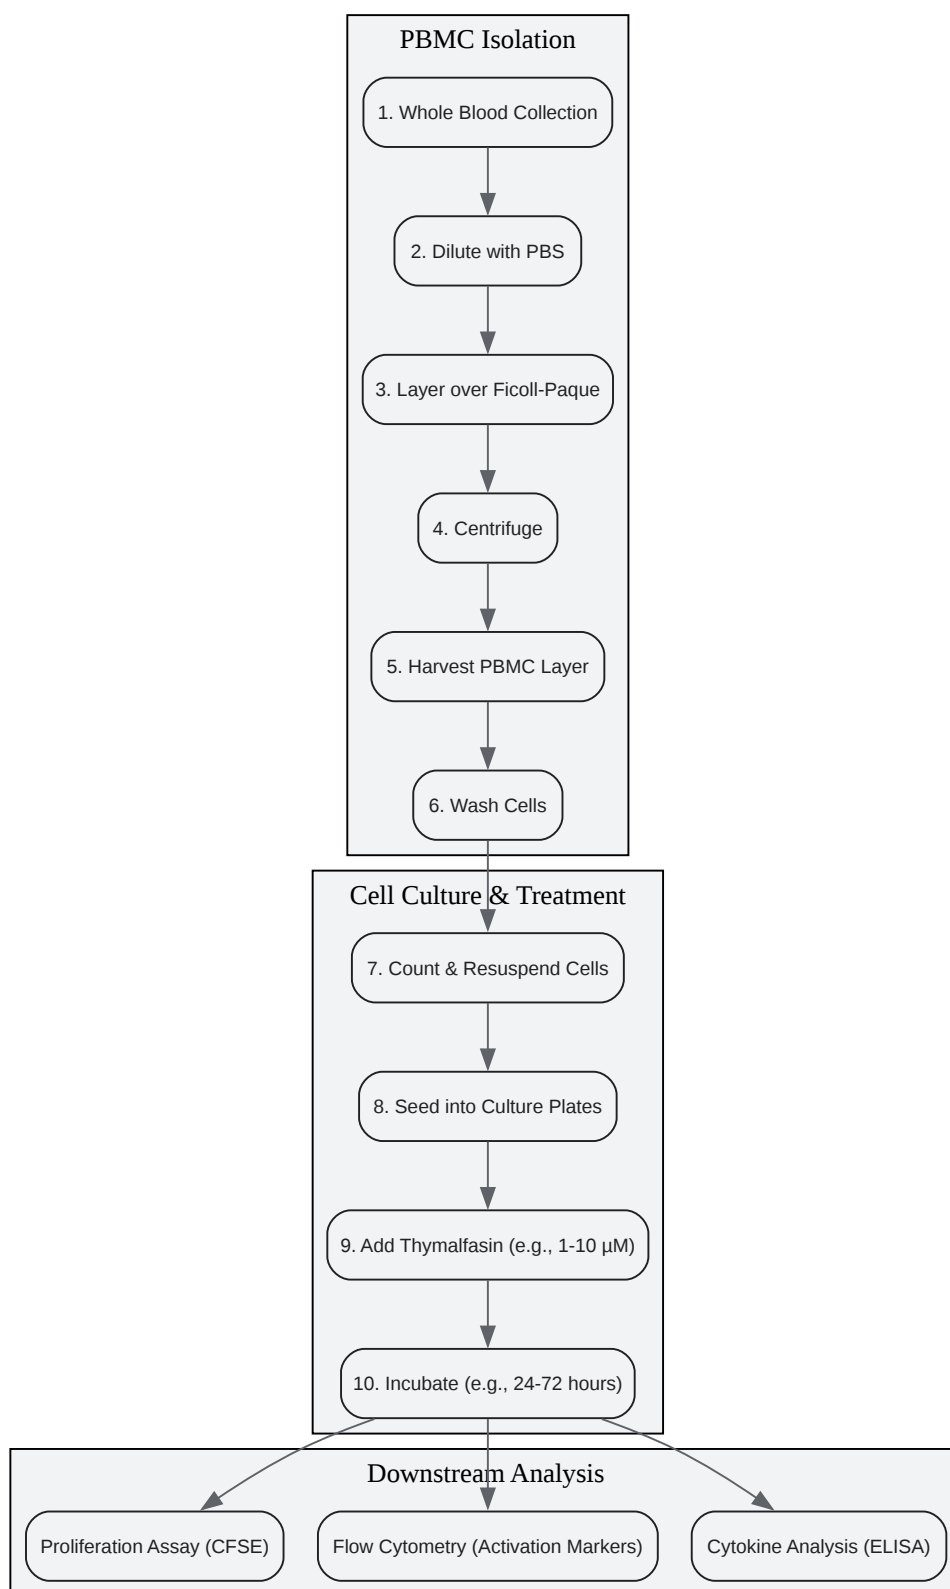 PBMC Isolation
1. Whole Blood Collection
2. Dilute with PBS
3. Layer over Ficoll-Paque
4. Centrifuge
5. Harvest PBMC Layer
6. Wash Cells
Cell Culture & Treatment
7. Count & Resuspend Cells
8. Seed into Culture Plates
9. Add Thymalfasin (e.g., 1-10 µM)
10. Incubate (e.g., 24-72 hours)
Downstream Analysis
Proliferation Assay (CFSE)
Flow Cytometry (Activation Markers)
Cytokine Analysis (ELISA)